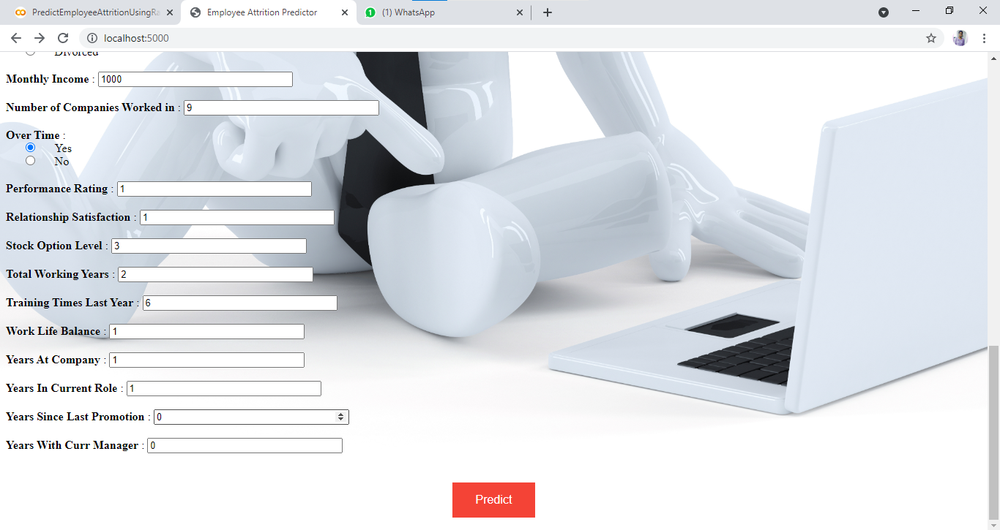 PredictEmployeeAttritionUsingRa
Employee Attrition Predictor
1 (1) WhatsApp
localhost:5000
Divorced
Monthly Income : 1000
Number of Companies Worked in : 9
Over Time :
Yes
No
Performance Rating : 1
Relationship Satisfaction : 1
Stock Option Level : 3
Total Working Years : 2
Training Times Last Year : 6
Work Life Balance : 1
Years At Company : 1
Years In Current Role : 1
Years Since Last Promotion : 0
Years With Curr Manager : 0
Predict